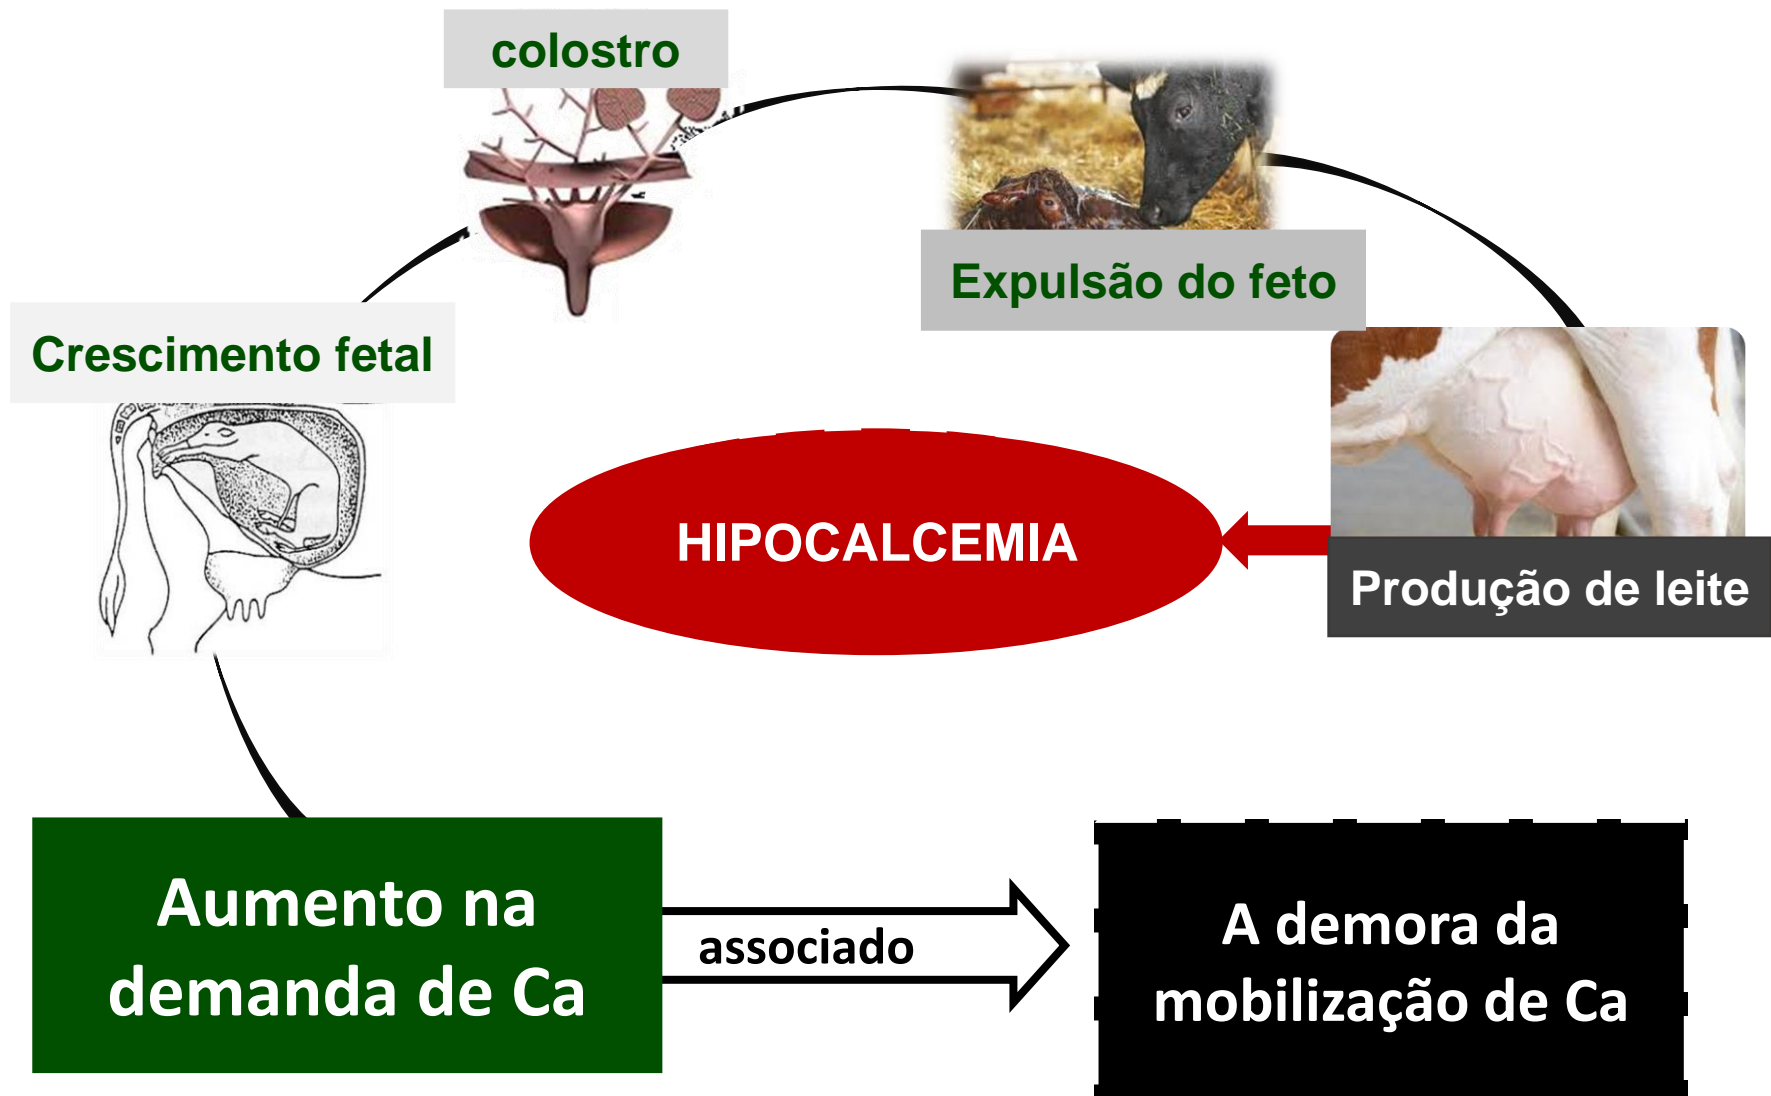 colostro
Expulsão do feto
Crescimento fetal
HIPOCALCEMIA
Produção de leite
Aumento na
demanda de Ca
associado
A demora da
mobilização de Ca